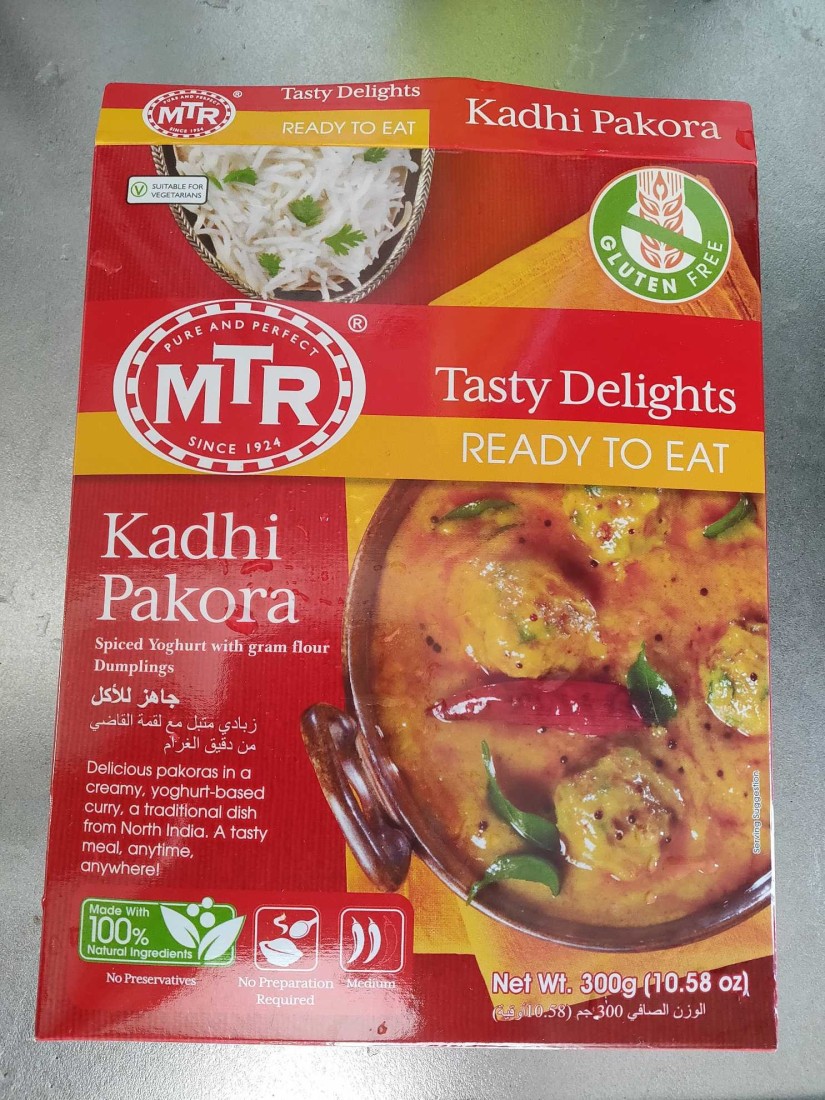 PURE AND PERFECT
MTR
SINCE 1924
®
Tasty Delights
READY TO EAT
Kadhi Pakora
V
SUITABLE FOR
VEGETARIANS
GLUTEN FREE
PURE AND PERFECT
MTR
SINCE 1924
®
Tasty Delights
READY TO EAT
Kadhi
Pakora
Spiced Yoghurt with gram flour
Dumplings
جاهز للأكل
زبادي متبل مع لقمة القاضي
من دقيق الغرام
Delicious pakoras in a
creamy, yoghurt-based
curry, a traditional dish
from North India. A tasty
meal, anytime,
anywhere!
Serving Suggestion
Made With
100%
Natural Ingredients
No Preservatives
No Preparation
Required
Medium
Net Wt. 300g (10.58 oz)
الوزن الصافي 300 جم (10.58 أوقية)